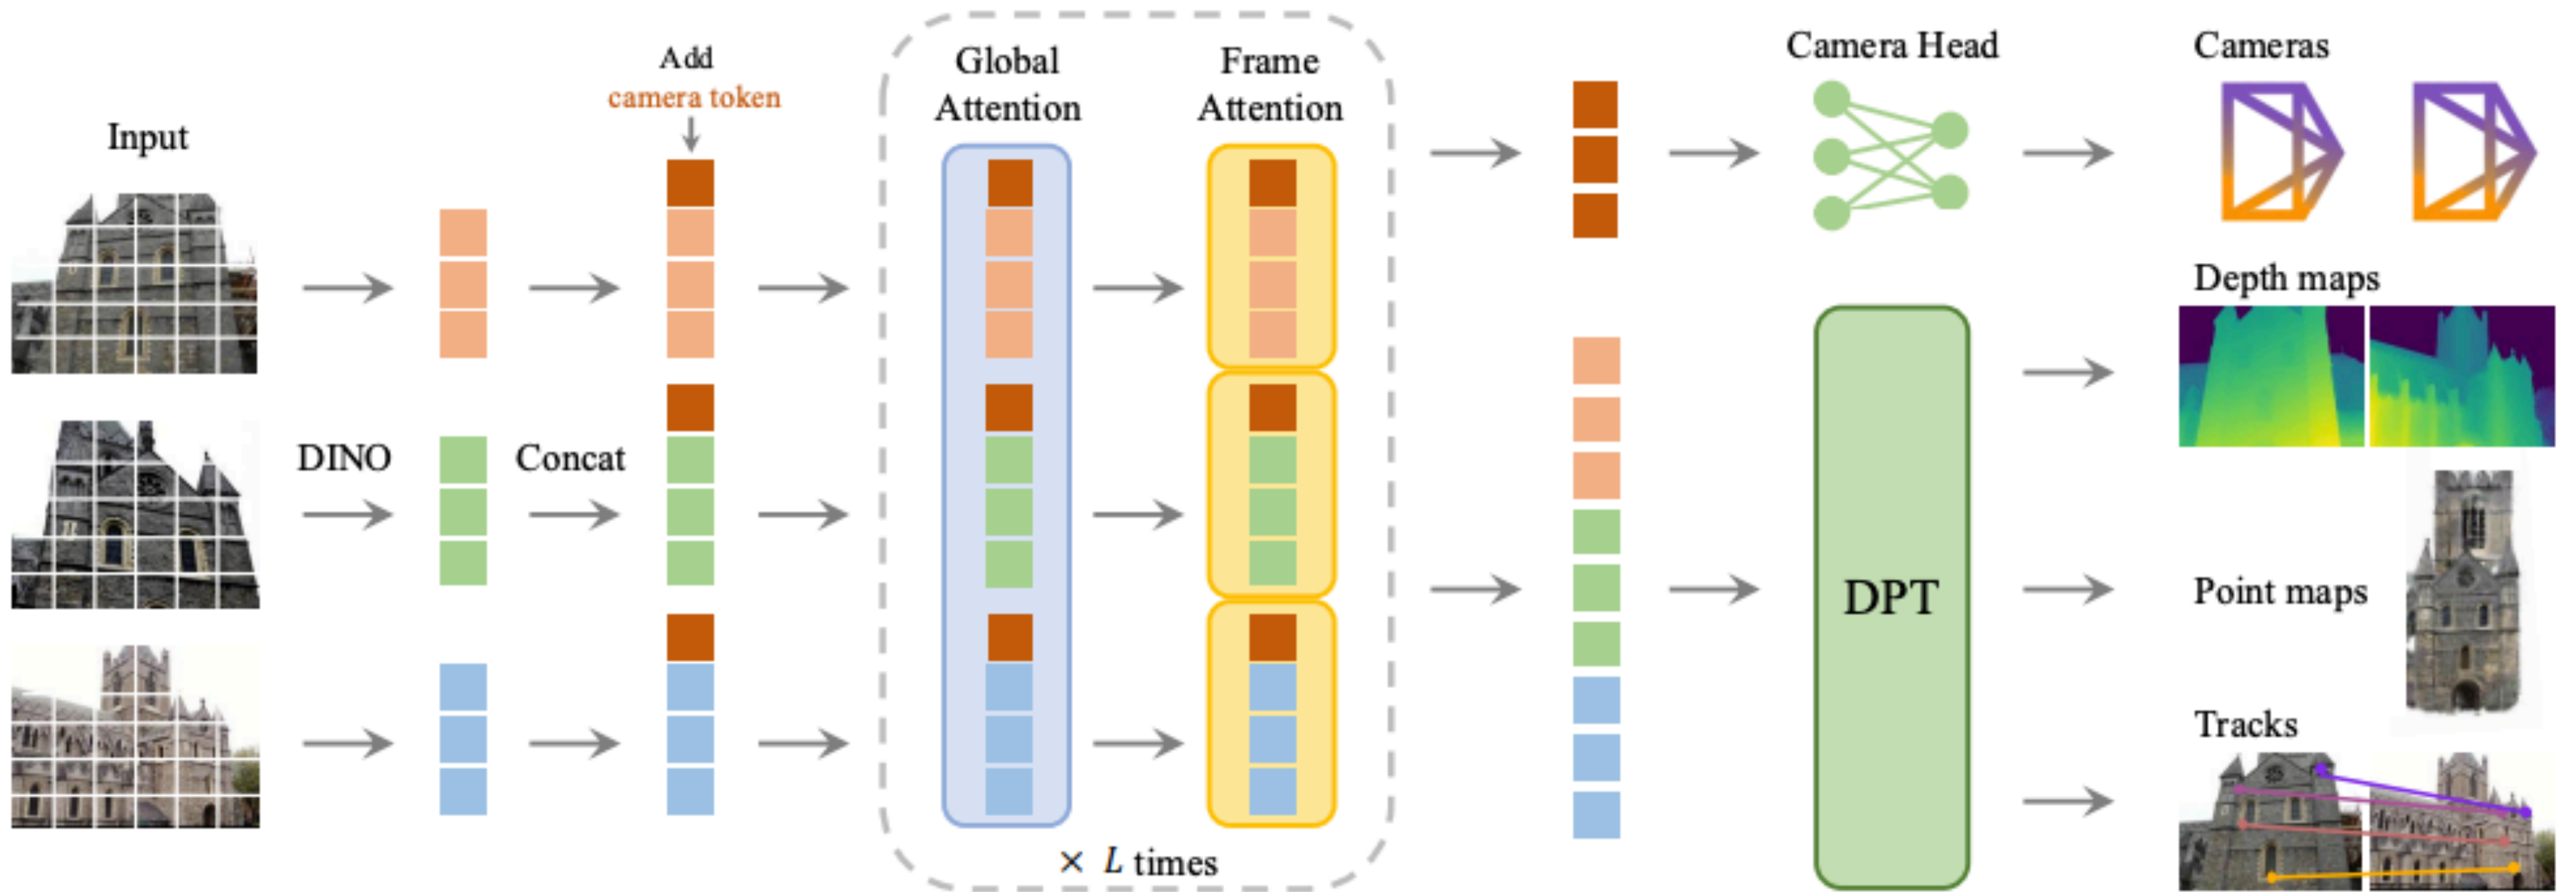 Input
DINO
Concat
Add
camera token
Global
Attention
Frame
Attention
× L times
Camera Head
DPT
Cameras
Depth maps
Point maps
Tracks